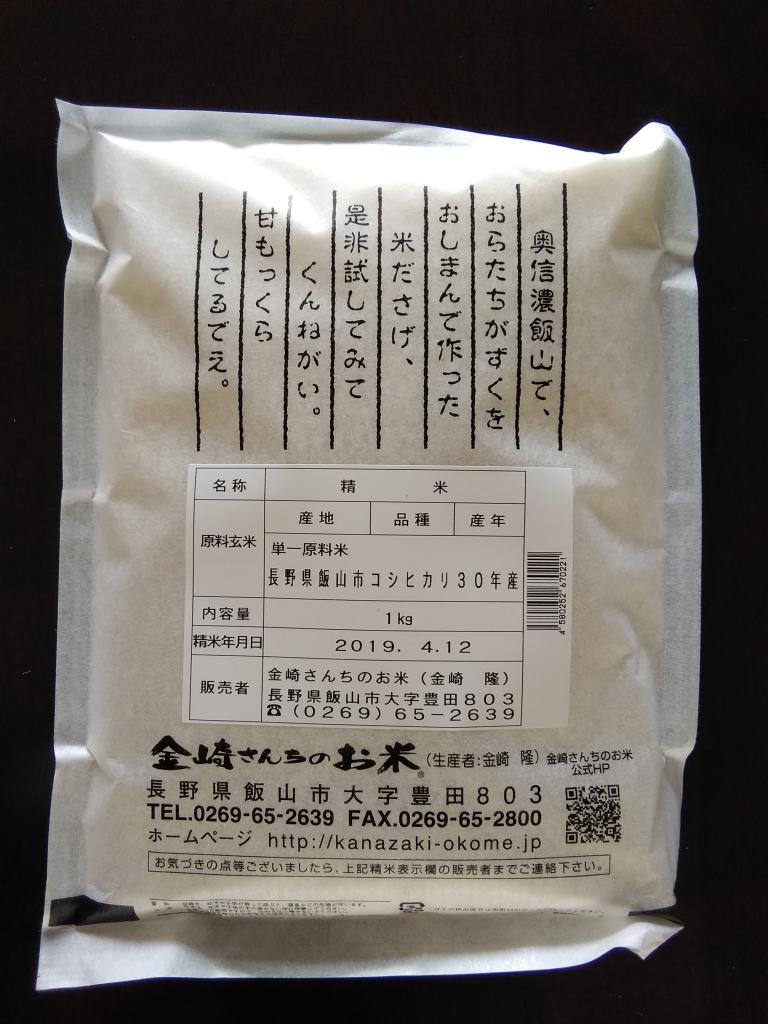 奥信濃飯山で、
おらたちがずくを
おしまんで作った
米ださげ、
是非試してみて
くんねがい。
甘もっくら
してるでえ。
名称 精米
原料玄米 産地 品種 産年
単一原料米
長野県飯山市コシヒカリ30年産
内容量 1kg
精米年月日 2019. 4.12
販売者 金崎さんちのお米(金崎 隆)
長野県飯山市大字豊田803
☎(0269)65-2639
4 580252 670221
金崎さんちのお米® (生産者:金崎 隆) 金崎さんちのお米
公式HP
長野県飯山市大字豊田803
TEL.0269-65-2639 FAX.0269-65-2800
ホームページ http://kanazaki-okome.jp
お気づきの点等ございましたら、上記精米表示欄の販売者までご連絡下さい。